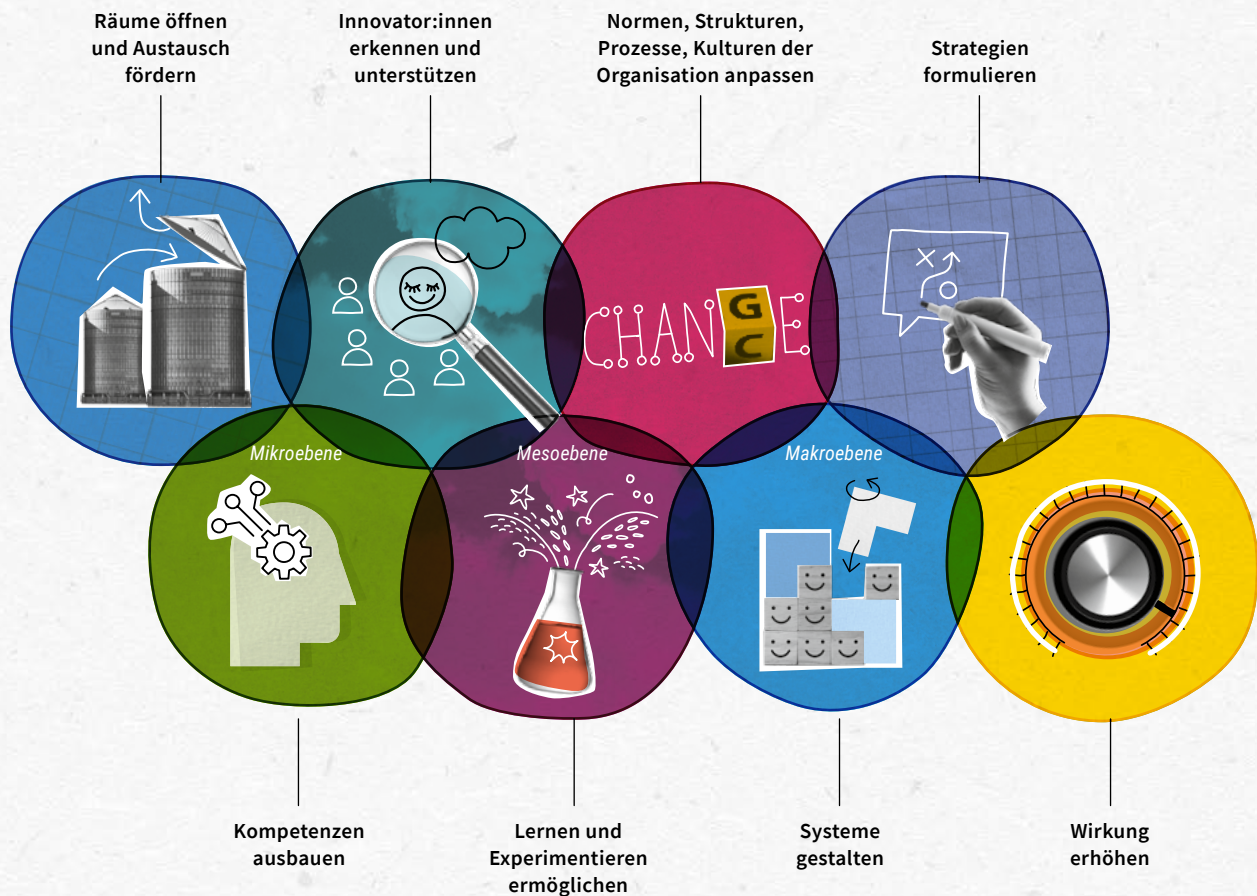 Räume öffnen
und Austausch
fördern
Innovator:innen
erkennen und
unterstützen
Normen, Strukturen,
Prozesse, Kulturen der
Organisation anpassen
Strategien
formulieren
CHANGE
C
Mikroebene
Mesoebene
Makroebene
Kompetenzen
ausbauen
Lernen und
Experimentieren
ermöglichen
Systeme
gestalten
Wirkung
erhöhen